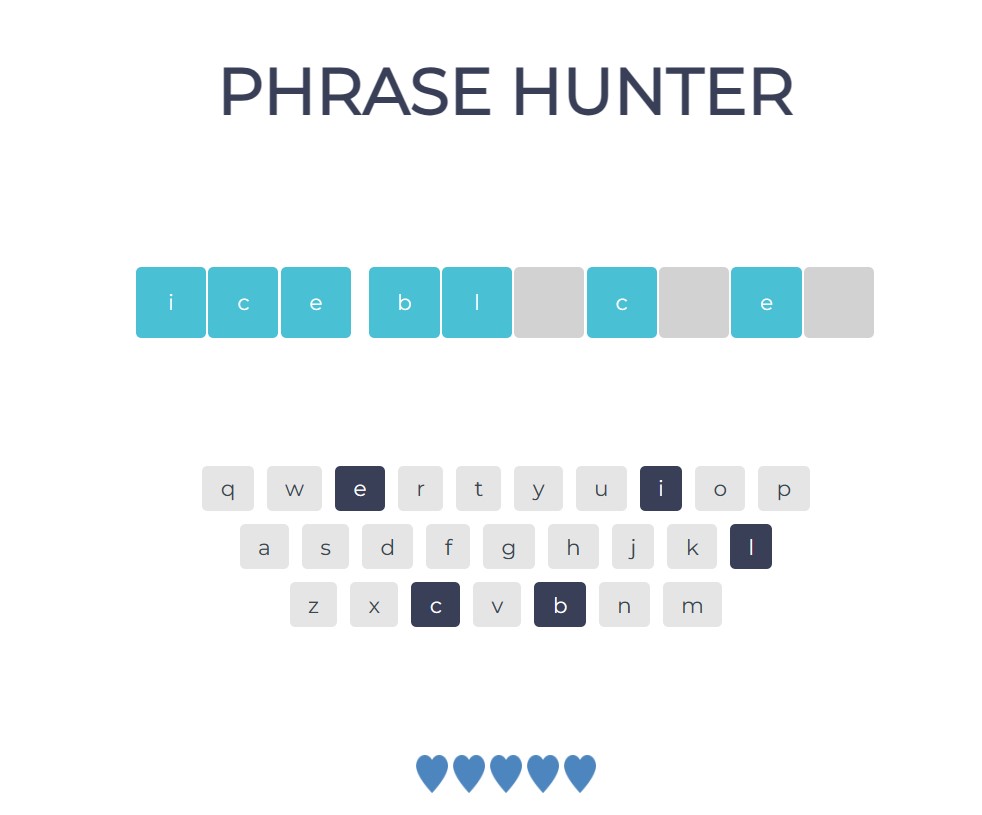 PHRASE HUNTER
i c e b l c e
q w e r t y u i o p
a s d f g h j k l
z x c v b n m